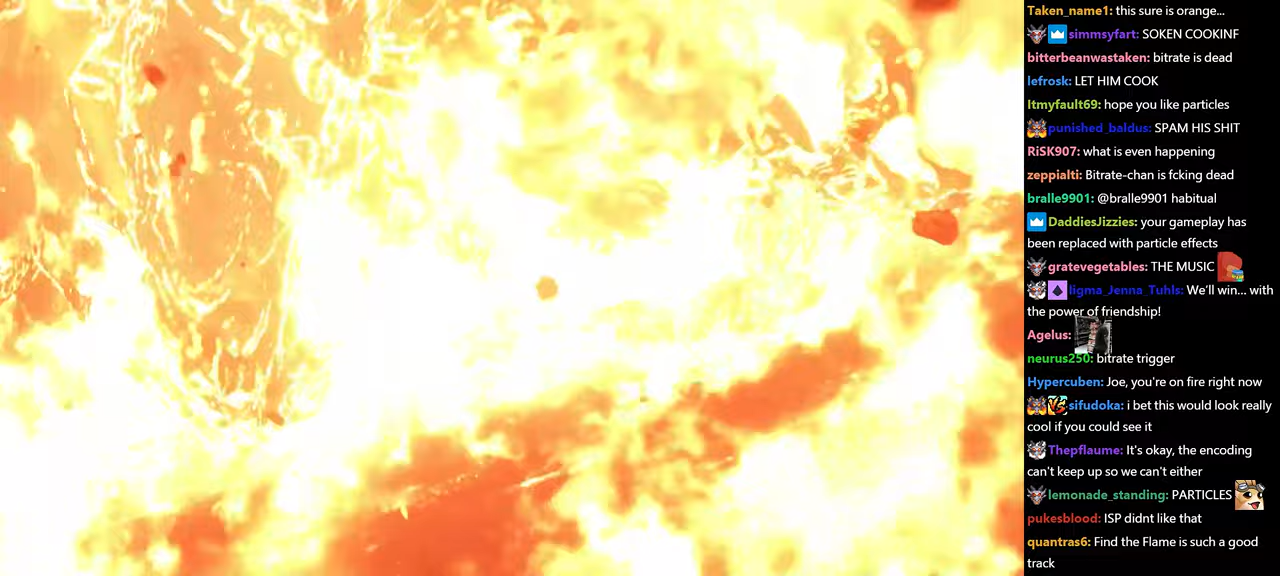 Taken_name1: this sure is orange...
simmsyfart: SOKEN COOKINF
bitterbeanwastaken: bitrate is dead
lefrosk: LET HIM COOK
Itmyfault69: hope you like particles
punished_baldus: SPAM HIS SHIT
RiSK907: what is even happening
zeppialti: Bitrate-chan is fcking dead
bralle9901: @bralle9901 habitual
DaddiesJizzies: your gameplay has
been replaced with particle effects
gratevegetables: THE MUSIC
ligma_Jenna_Tuhls: We'll win... with
the power of friendship!
Agelus:
neurus250: bitrate trigger
Hypercuben: Joe, you're on fire right now
VS sifudoka: i bet this would look really
cool if you could see it
Thepflaume: It's okay, the encoding
can't keep up so we can't either
lemonade_standing: PARTICLES
pukesblood: ISP didnt like that
quantras6: Find the Flame is such a good
track